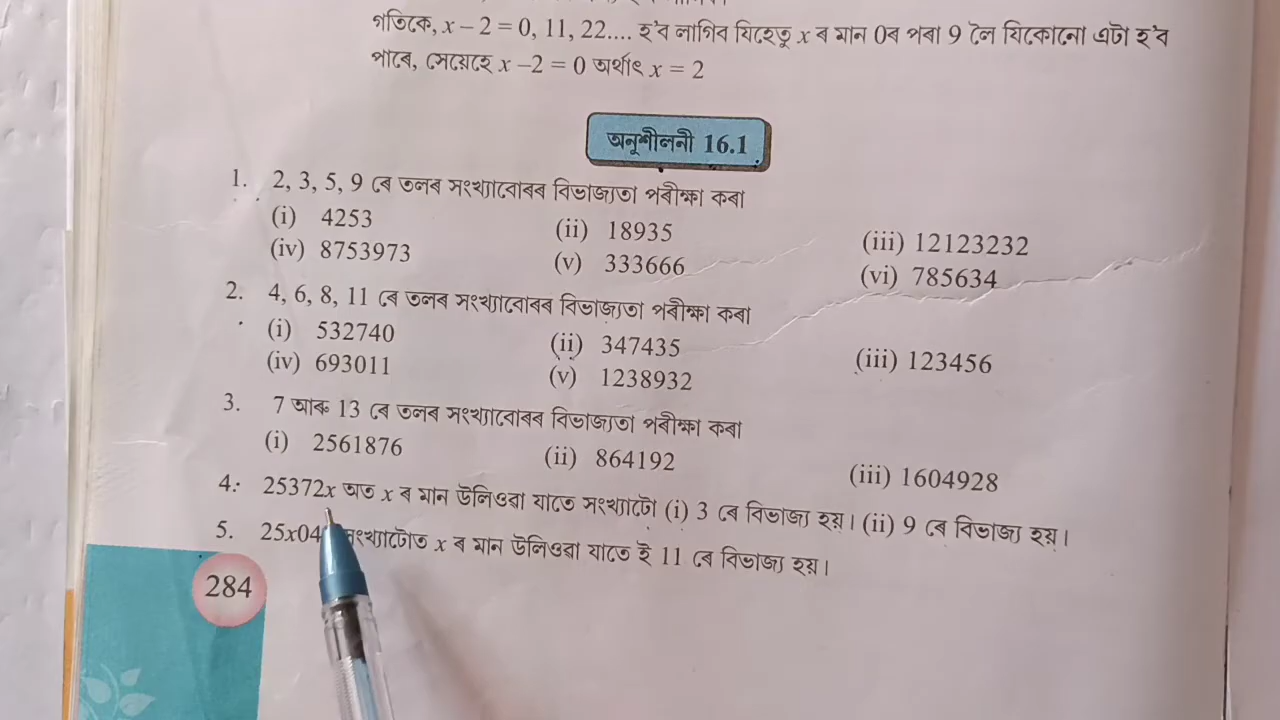 গতিকে, x – 2 = 0, 11, 22.... হ'ব লাগিব যিহেতু x ৰ মান 0ৰ পৰা 9 লৈ যিকোনো এটা হ'ব
পাৰে, সেয়েহে x –2 = 0 অৰ্থাৎ x = 2
অনুশীলনী 16.1
1. 2, 3, 5, 9 ৰে তলৰ সংখ্যাবোৰৰ বিভাজ্যতা পৰীক্ষা কৰা
(i) 4253 (ii) 18935 (iii) 12123232
(iv) 8753973 (v) 333666 (vi) 785634
2. 4, 6, 8, 11 ৰে তলৰ সংখ্যাবোৰৰ বিভাজ্যতা পৰীক্ষা কৰা
(i) 532740 (ii) 347435 (iii) 123456
(iv) 693011 (v) 1238932
3. 7 আৰু 13 ৰে তলৰ সংখ্যাবোৰৰ বিভাজ্যতা পৰীক্ষা কৰা
(i) 2561876 (ii) 864192 (iii) 1604928
4. 25372x অত x ৰ মান উলিওৱা যাতে সংখ্যাটো (i) 3 ৰে বিভাজ্য হয়। (ii) 9 ৰে বিভাজ্য হয়।
5. 25x04 x ৰ মান উলিওৱা যাতে ই 11 ৰে বিভাজ্য হয়।
284